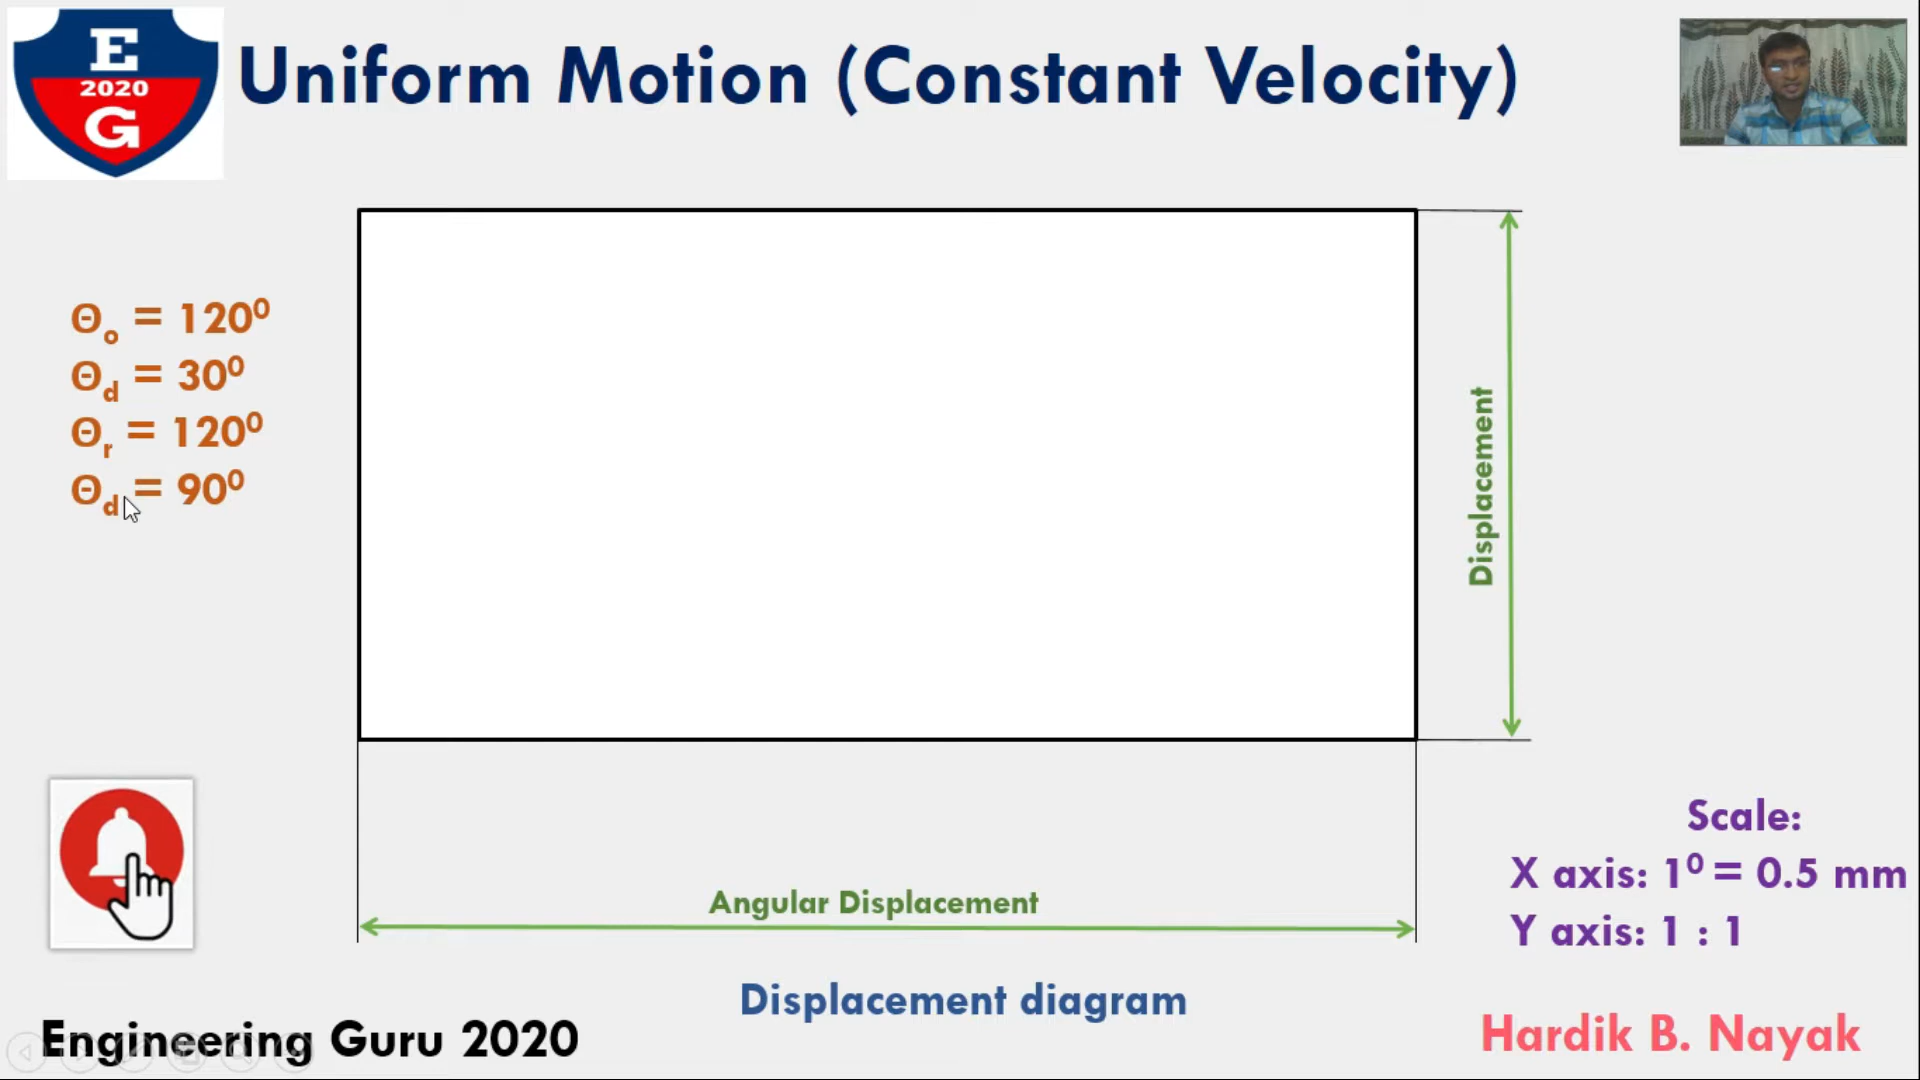 E
2020
G
Uniform Motion (Constant Velocity)
Θo = 120⁰
Θd = 30⁰
Θr = 120⁰
Θd = 90⁰
Displacement
Angular Displacement
Scale:
X axis: 1⁰ = 0.5 mm
Y axis: 1 : 1
Displacement diagram
Engineering Guru 2020
Hardik B. Nayak